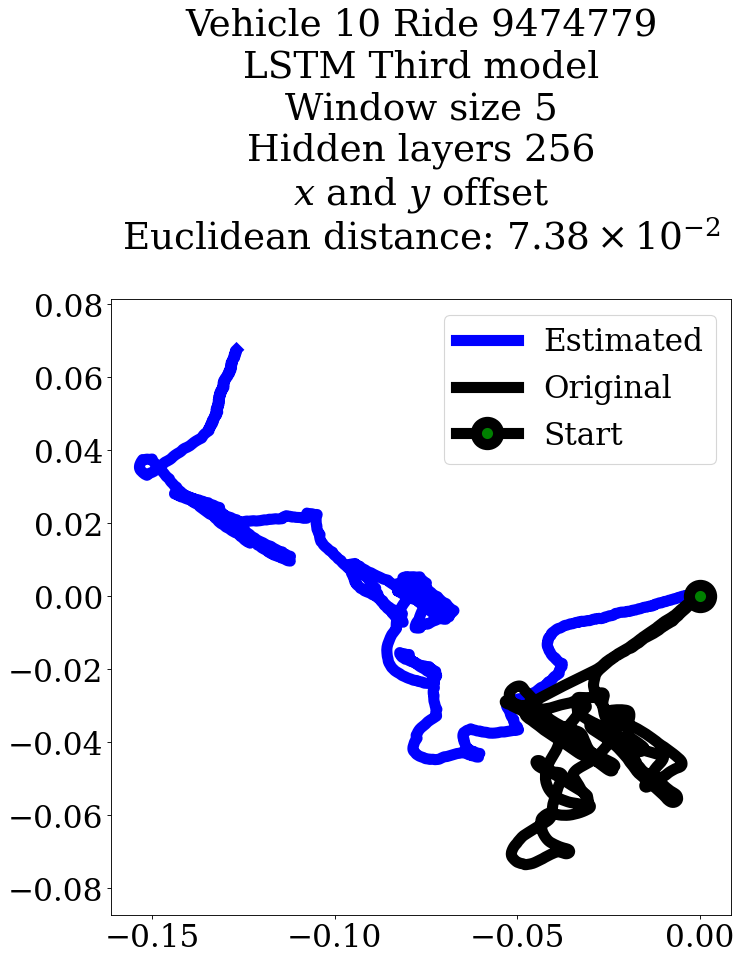 Vehicle 10 Ride 9474779
LSTM Third model
Window size 5
Hidden layers 256
x and y offset
Euclidean distance: 7.38 × 10⁻²
Estimated
Original
Start
0.08
0.06
0.04
0.02
0.00
−0.02
−0.04
−0.06
−0.08
−0.15
−0.10
−0.05
0.00